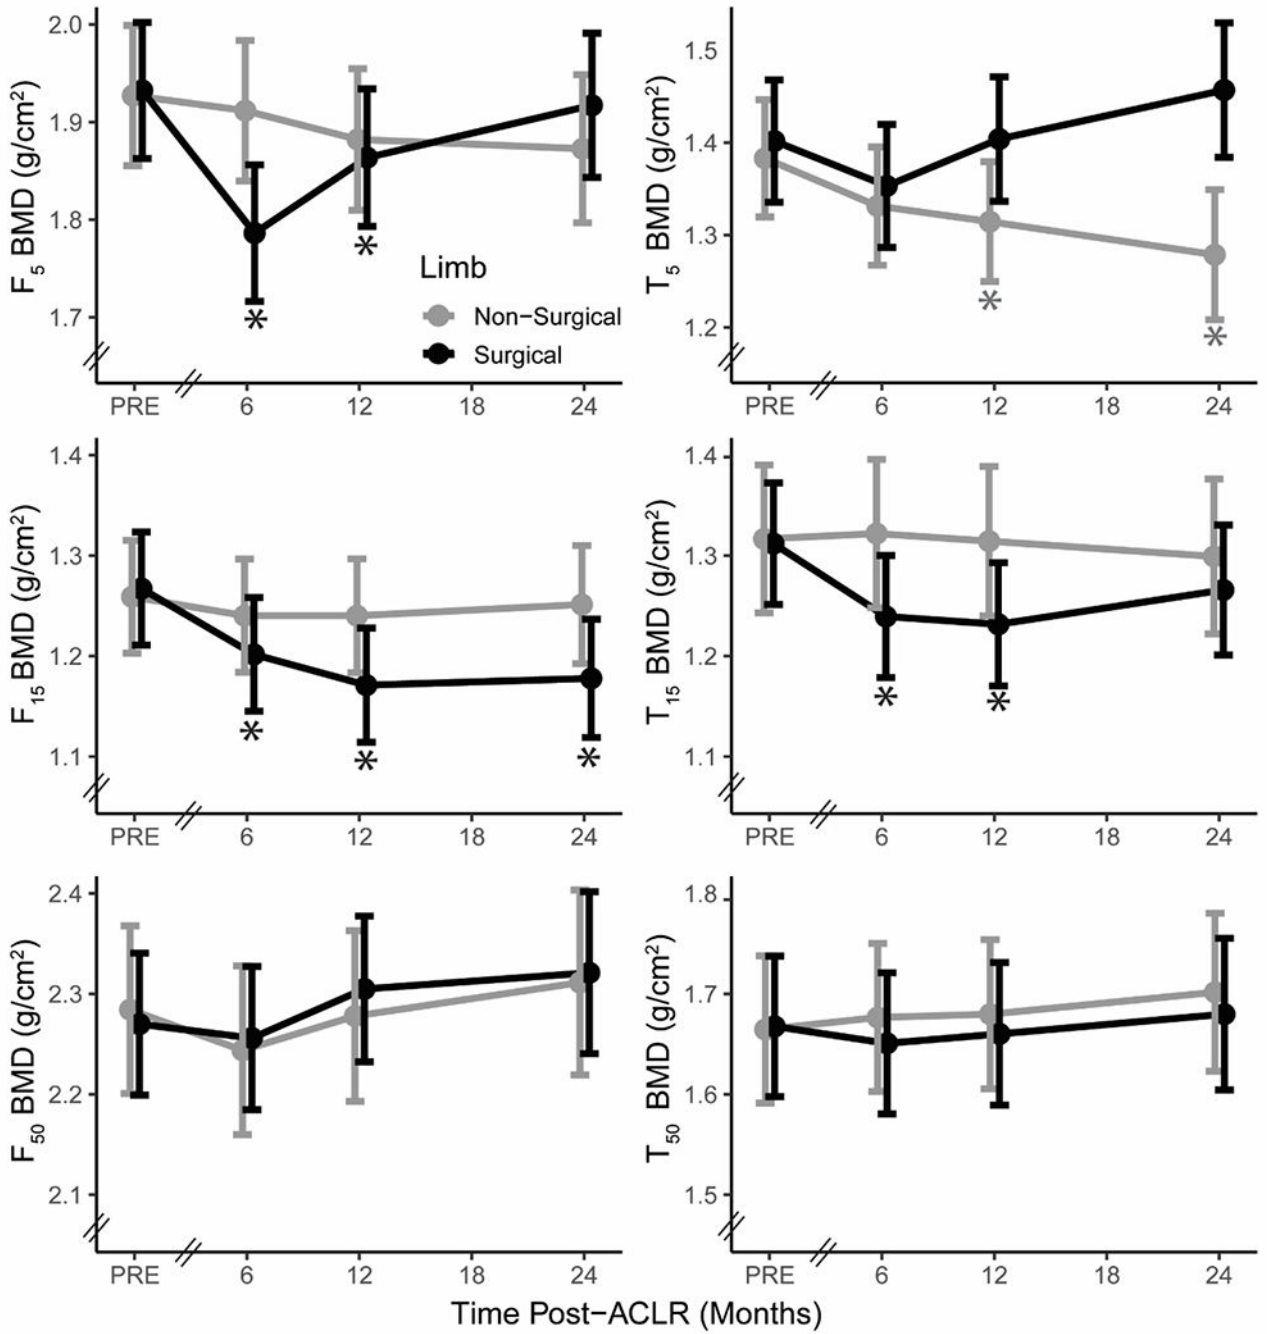 F5 BMD (g/cm²)
2.0
1.9
1.8
1.7
*
*
Limb
Non−Surgical
Surgical
PRE 6 12 18 24
T5 BMD (g/cm²)
1.5
1.4
1.3
1.2
*
*
PRE 6 12 18 24
F15 BMD (g/cm²)
1.4
1.3
1.2
1.1
*
*
*
PRE 6 12 18 24
T15 BMD (g/cm²)
1.4
1.3
1.2
1.1
*
*
PRE 6 12 18 24
F50 BMD (g/cm²)
2.4
2.3
2.2
2.1
PRE 6 12 18 24
T50 BMD (g/cm²)
1.8
1.7
1.6
1.5
PRE 6 12 18 24
Time Post−ACLR (Months)